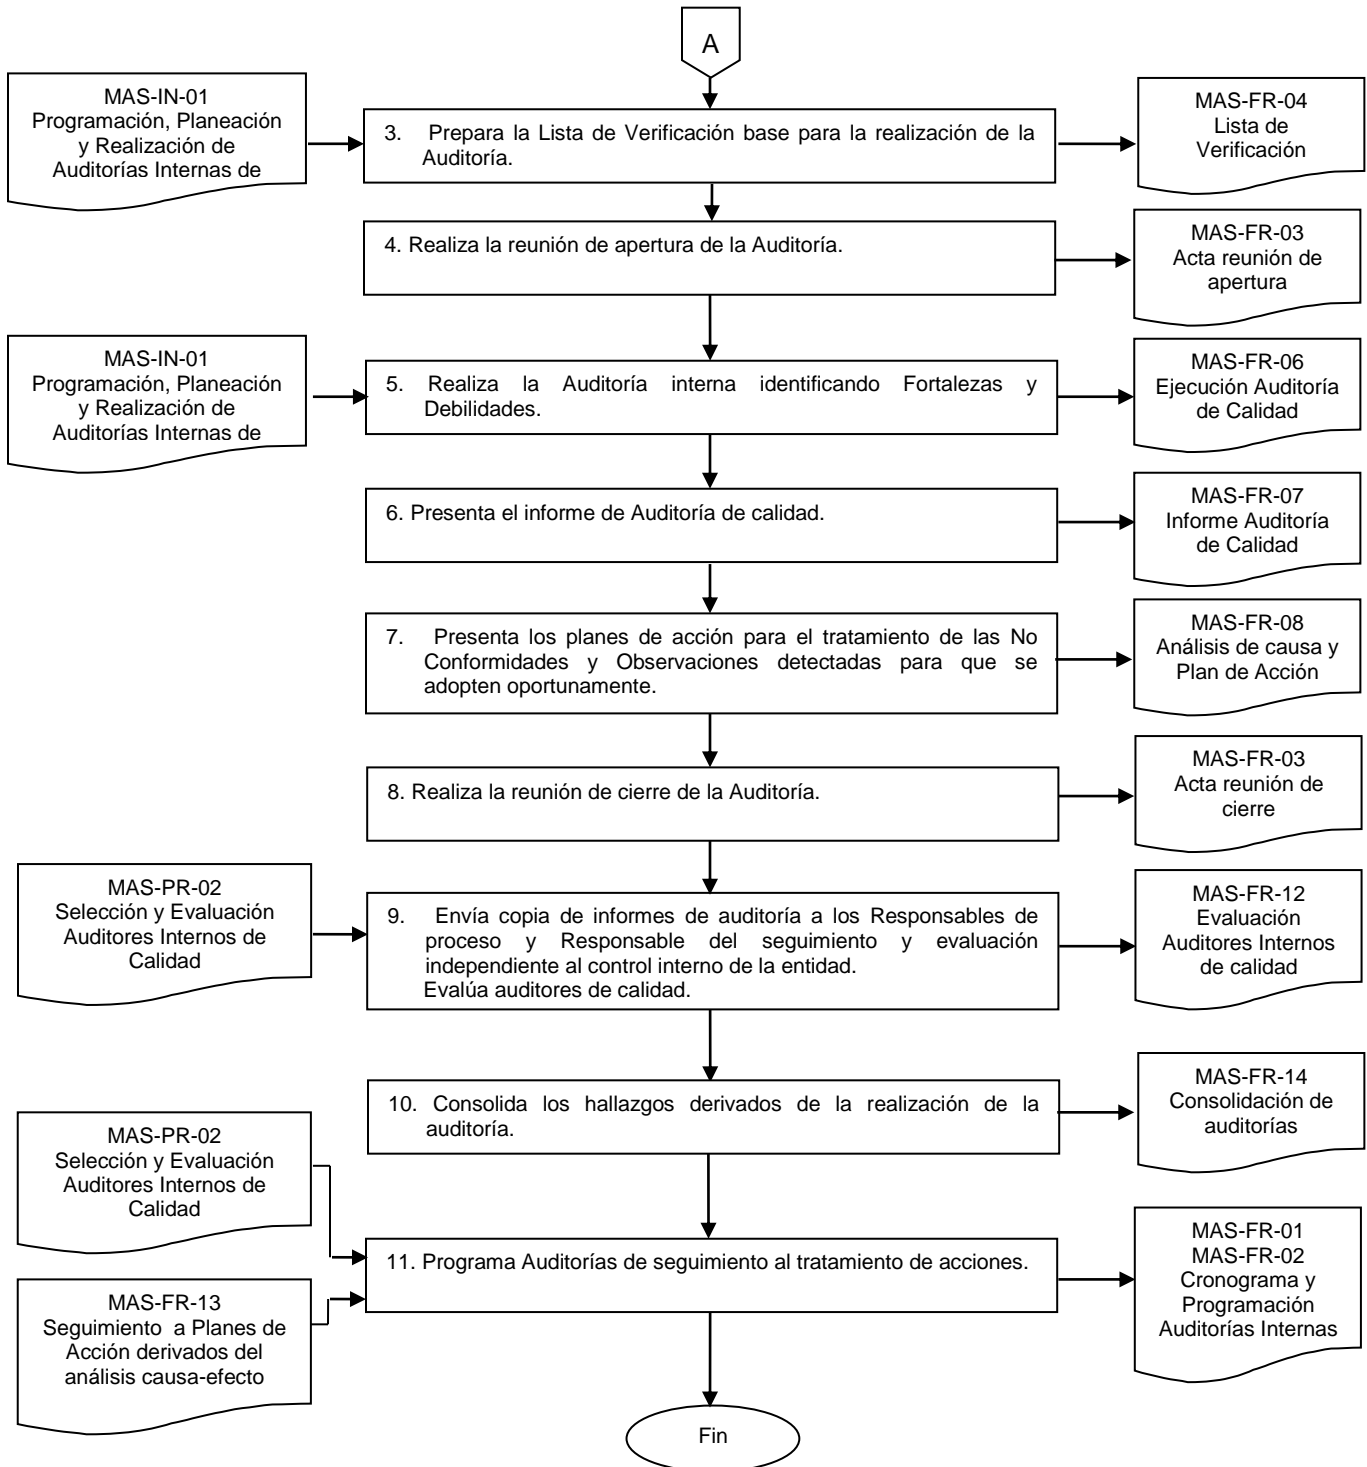 A
MAS-IN-01
Programación, Planeación
y Realización de
Auditorías Internas de
3. Prepara la Lista de Verificación base para la realización de la
Auditoría.
MAS-FR-04
Lista de
Verificación
4. Realiza la reunión de apertura de la Auditoría.
MAS-FR-03
Acta reunión de
apertura
MAS-IN-01
Programación, Planeación
y Realización de
Auditorías Internas de
5. Realiza la Auditoría interna identificando Fortalezas y
Debilidades.
MAS-FR-06
Ejecución Auditoría
de Calidad
6. Presenta el informe de Auditoría de calidad.
MAS-FR-07
Informe Auditoría
de Calidad
7. Presenta los planes de acción para el tratamiento de las No
Conformidades y Observaciones detectadas para que se
adopten oportunamente.
MAS-FR-08
Análisis de causa y
Plan de Acción
8. Realiza la reunión de cierre de la Auditoría.
MAS-FR-03
Acta reunión de
cierre
MAS-PR-02
Selección y Evaluación
Auditores Internos de
Calidad
9. Envía copia de informes de auditoría a los Responsables de
proceso y Responsable del seguimiento y evaluación
independiente al control interno de la entidad.
Evalúa auditores de calidad.
MAS-FR-12
Evaluación
Auditores Internos
de calidad
10. Consolida los hallazgos derivados de la realización de la
auditoría.
MAS-FR-14
Consolidación de
auditorías
MAS-PR-02
Selección y Evaluación
Auditores Internos de
Calidad
MAS-FR-13
Seguimiento a Planes de
Acción derivados del
análisis causa-efecto
11. Programa Auditorías de seguimiento al tratamiento de acciones.
MAS-FR-01
MAS-FR-02
Cronograma y
Programación
Auditorías Internas
Fin